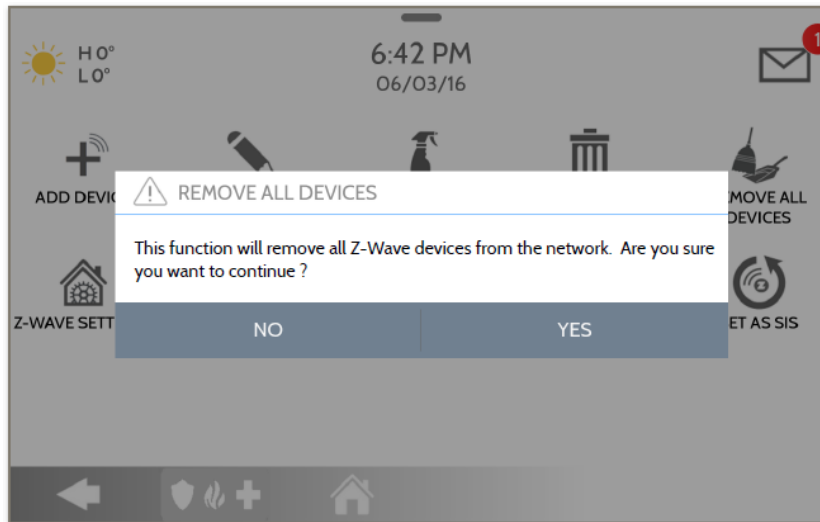 H 0°
L 0°
6:42 PM
06/03/16
1
ADD DEVIC
MOVE ALL
DEVICES
REMOVE ALL DEVICES
This function will remove all Z-Wave devices from the network. Are you sure
you want to continue ?
NO
YES
Z-WAVE SETT
ET AS SIS